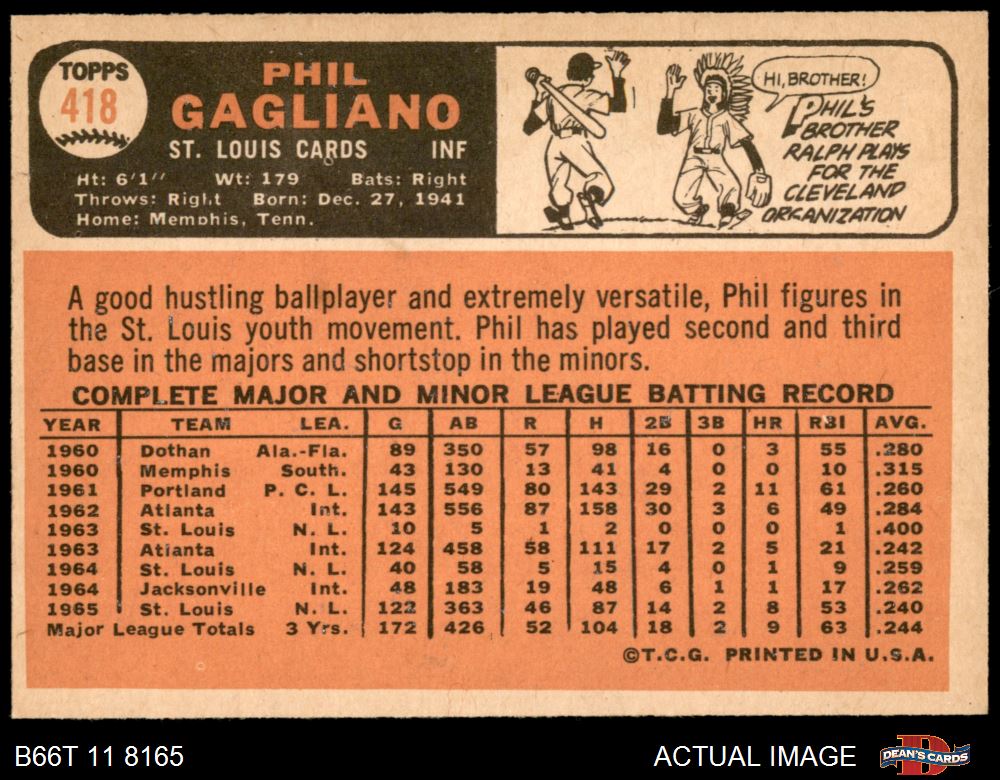 TOPPS
418
PHIL
GAGLIANO
ST. LOUIS CARDS INF
Ht: 6'1" Wt: 179 Bats: Right
Throws: Right Born: Dec. 27, 1941
Home: Memphis, Tenn.
HI, BROTHER!
PHIL'S
BROTHER
RALPH PLAYS
FOR THE
CLEVELAND
ORGANIZATION
A good hustling ballplayer and extremely versatile, Phil figures in
the St. Louis youth movement. Phil has played second and third
base in the majors and shortstop in the minors.
COMPLETE MAJOR AND MINOR LEAGUE BATTING RECORD
YEAR TEAM LEA. G AB R H 2B 3B HR RBI AVG.
1960 Dothan Ala.-Fla. 89 350 57 98 16 0 3 55 .280
1960 Memphis South. 43 130 13 41 4 0 0 10 .315
1961 Portland P. C. L. 145 549 80 143 29 2 11 61 .260
1962 Atlanta Int. 143 556 87 158 30 3 6 49 .284
1963 St. Louis N. L. 10 5 1 2 0 0 0 1 .400
1963 Atlanta Int. 124 458 58 111 17 2 5 21 .242
1964 St. Louis N. L. 40 58 5 15 4 0 1 9 .259
1964 Jacksonville Int. 48 183 19 48 6 1 1 17 .262
1965 St. Louis N. L. 122 363 46 87 14 2 8 53 .240
Major League Totals 3 Yrs. 172 426 52 104 18 2 9 63 .244
©T.C.G. PRINTED IN U.S.A.
B66T 11 8165 ACTUAL IMAGE DEAN'S CARDS